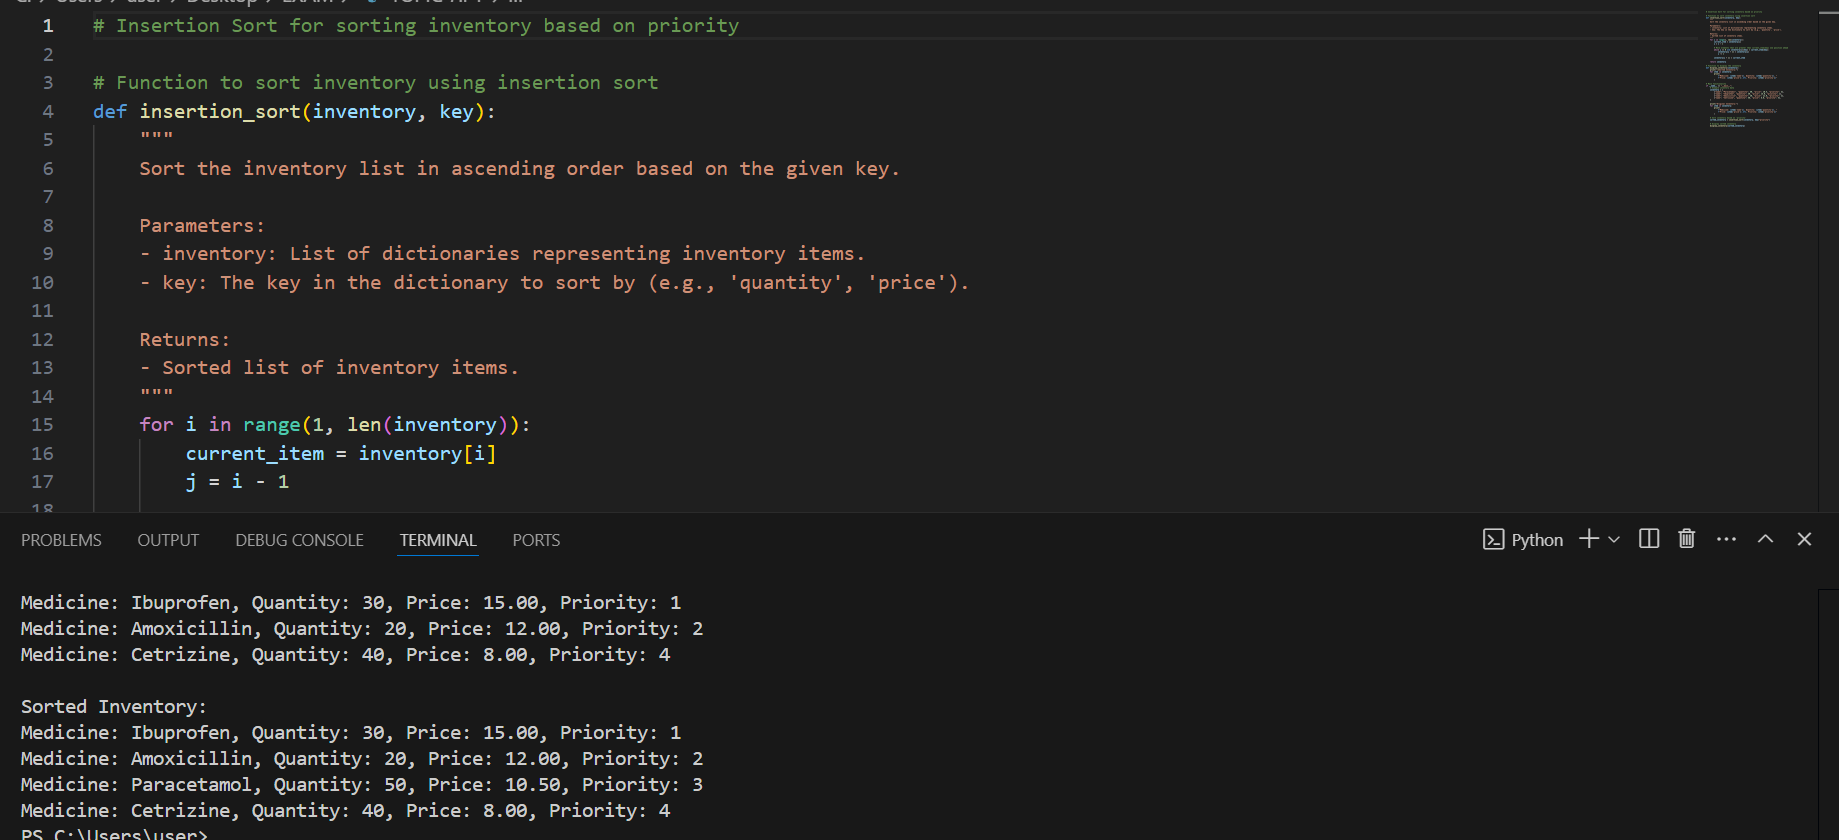 1 # Insertion Sort for sorting inventory based on priority
2
3 # Function to sort inventory using insertion sort
4 def insertion_sort(inventory, key):
5 """
6 Sort the inventory list in ascending order based on the given key.
7
8 Parameters:
9 - inventory: List of dictionaries representing inventory items.
10 - key: The key in the dictionary to sort by (e.g., 'quantity', 'price').
11
12 Returns:
13 - Sorted list of inventory items.
14 """
15 for i in range(1, len(inventory)):
16 current_item = inventory[i]
17 j = i - 1
18
PROBLEMS OUTPUT DEBUG CONSOLE TERMINAL PORTS Python
Medicine: Ibuprofen, Quantity: 30, Price: 15.00, Priority: 1
Medicine: Amoxicillin, Quantity: 20, Price: 12.00, Priority: 2
Medicine: Cetrizine, Quantity: 40, Price: 8.00, Priority: 4
Sorted Inventory:
Medicine: Ibuprofen, Quantity: 30, Price: 15.00, Priority: 1
Medicine: Amoxicillin, Quantity: 20, Price: 12.00, Priority: 2
Medicine: Paracetamol, Quantity: 50, Price: 10.50, Priority: 3
Medicine: Cetrizine, Quantity: 40, Price: 8.00, Priority: 4
PS C:\Users\user>